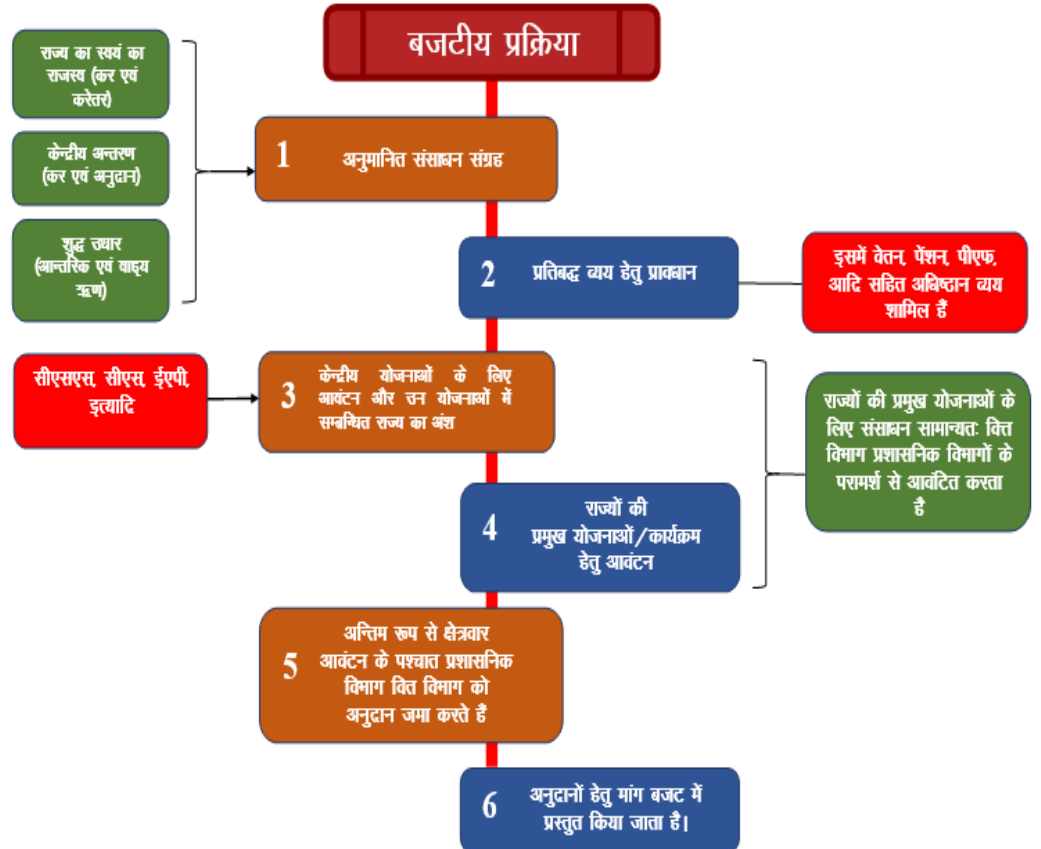 बजटीय प्रक्रिया
राज्य का स्वयं का
राजस्व (कर एवं
करेतर)
केन्द्रीय अन्तरण
(कर एवं अनुदान)
शुद्ध उधार
(आन्तरिक एवं वाह्य
ऋण)
1
अनुमानित संसाधन संग्रह
2
प्रतिबद्ध व्यय हेतु प्रावधान
इसमें वेतन, पेंशन, पीएफ,
आदि सहित अधिष्ठान व्यय
शामिल हैं
सीएसएस, सीएस, ईएपी,
इत्यादि
3
केन्द्रीय योजनाओं के लिए
आवंटन और उन योजनाओं में
सम्बन्धित राज्य का अंश
4
राज्यों की
प्रमुख योजनाओं/कार्यक्रम
हेतु आवंटन
राज्यों की प्रमुख योजनाओं के
लिए संसाधन सामान्यतः वित्त
विभाग प्रशासनिक विभागों के
परामर्श से आवंटित करता
है
5
अन्तिम रूप से क्षेत्रवार
आवंटन के पश्चात प्रशासनिक
विभाग वित विभाग को
अनुदान जमा करते हैं
6
अनुदानों हेतु मांग बजट में
प्रस्तुत किया जाता है।